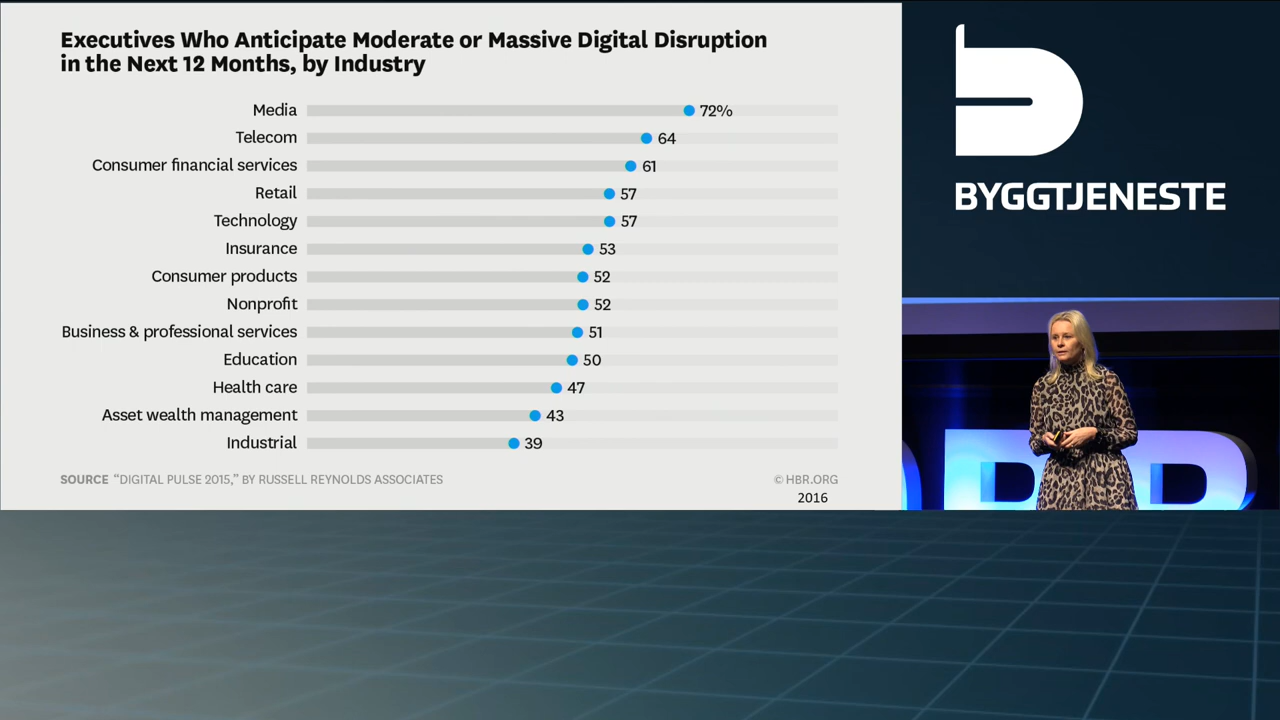 Executives Who Anticipate Moderate or Massive Digital Disruption
in the Next 12 Months, by Industry
Media 72%
Telecom 64
Consumer financial services 61
Retail 57
Technology 57
Insurance 53
Consumer products 52
Nonprofit 52
Business & professional services 51
Education 50
Health care 47
Asset wealth management 43
Industrial 39
SOURCE "DIGITAL PULSE 2015," BY RUSSELL REYNOLDS ASSOCIATES
© HBR.ORG
2016
BYGGTJENESTE